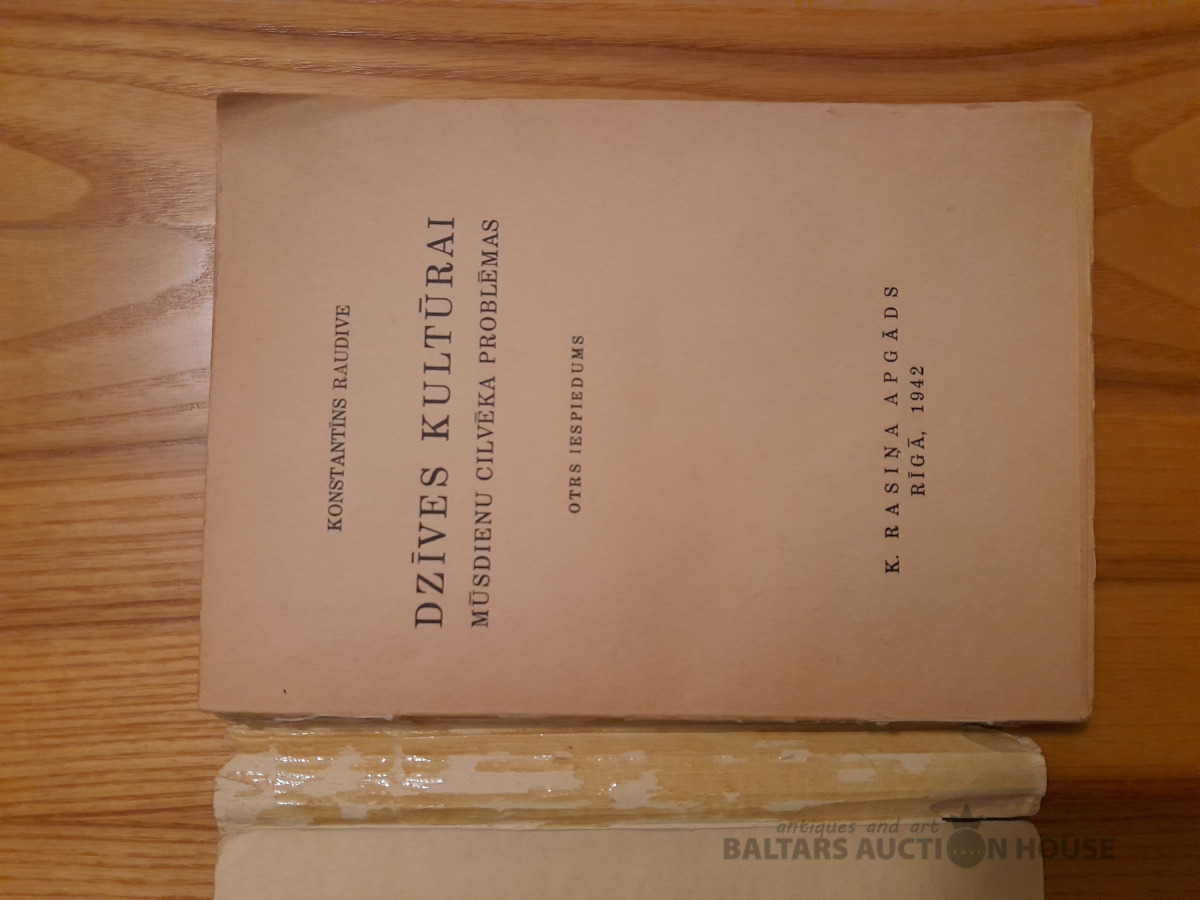 KONSTANTĪNS RAUDIVE
DZĪVES KULTŪRAI
MŪSDIENU CILVĒKA PROBLĒMAS
OTRS IESPIEDUMS
K. RASIŅA APGĀDS
RĪGĀ, 1942
antiques and art
BALTARS AUCTION HOUSE